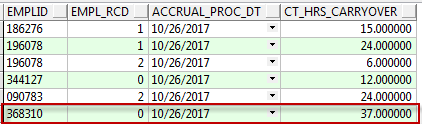 EMPLID EMPL_RCD ACCRUAL_PROC_DT CT_HRS_CARRYOVER
186276 1 10/26/2017 15.000000
196078 1 10/26/2017 24.000000
196078 2 10/26/2017 6.000000
344127 0 10/26/2017 12.000000
090783 2 10/26/2017 24.000000
368310 0 10/26/2017 37.000000